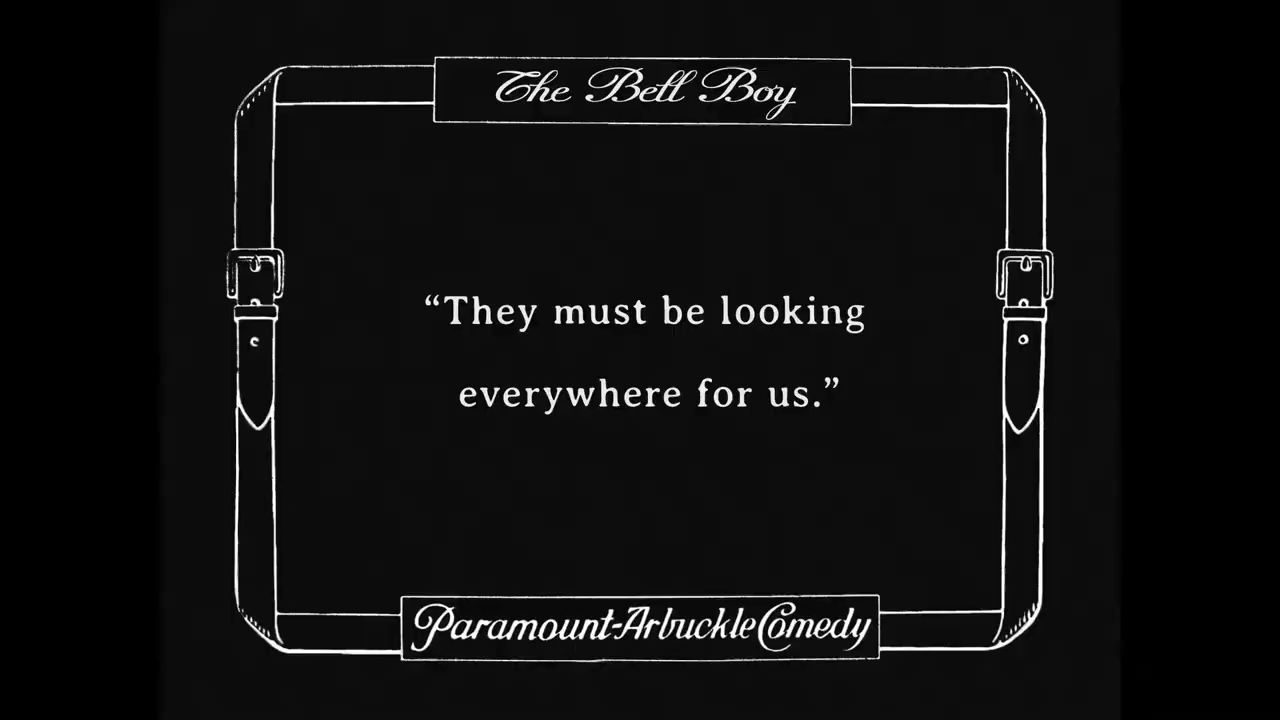 The Bell Boy
“They must be looking
everywhere for us.”
Paramount-Arbuckle Comedy